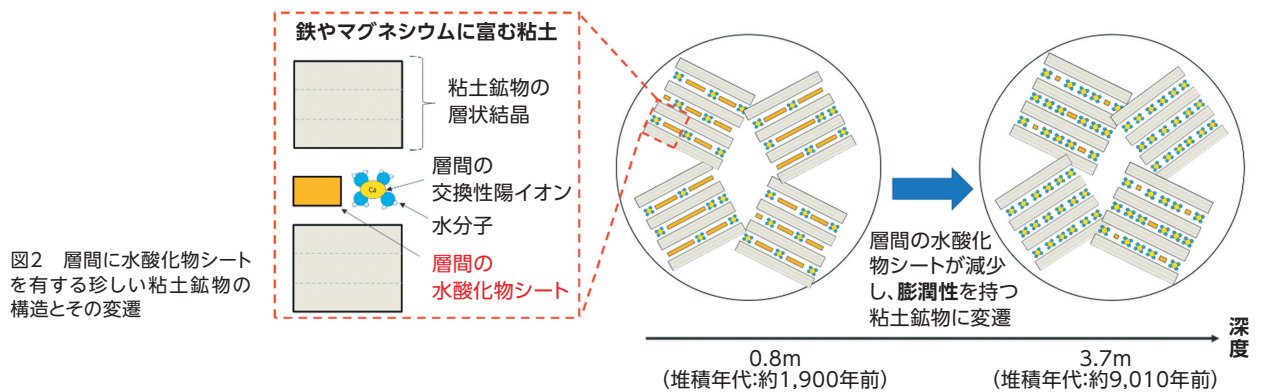 鉄やマグネシウムに富む粘土
粘土鉱物の
層状結晶
層間の
交換性陽イオン
Ca
水分子
層間の
水酸化物シート
図2　層間に水酸化物シート
を有する珍しい粘土鉱物の
構造とその変遷
層間の水酸化
物シートが減少
し、膨潤性を持つ
粘土鉱物に変遷
深度
0.8m
（堆積年代：約1,900年前）
3.7m
（堆積年代：約9,010年前）